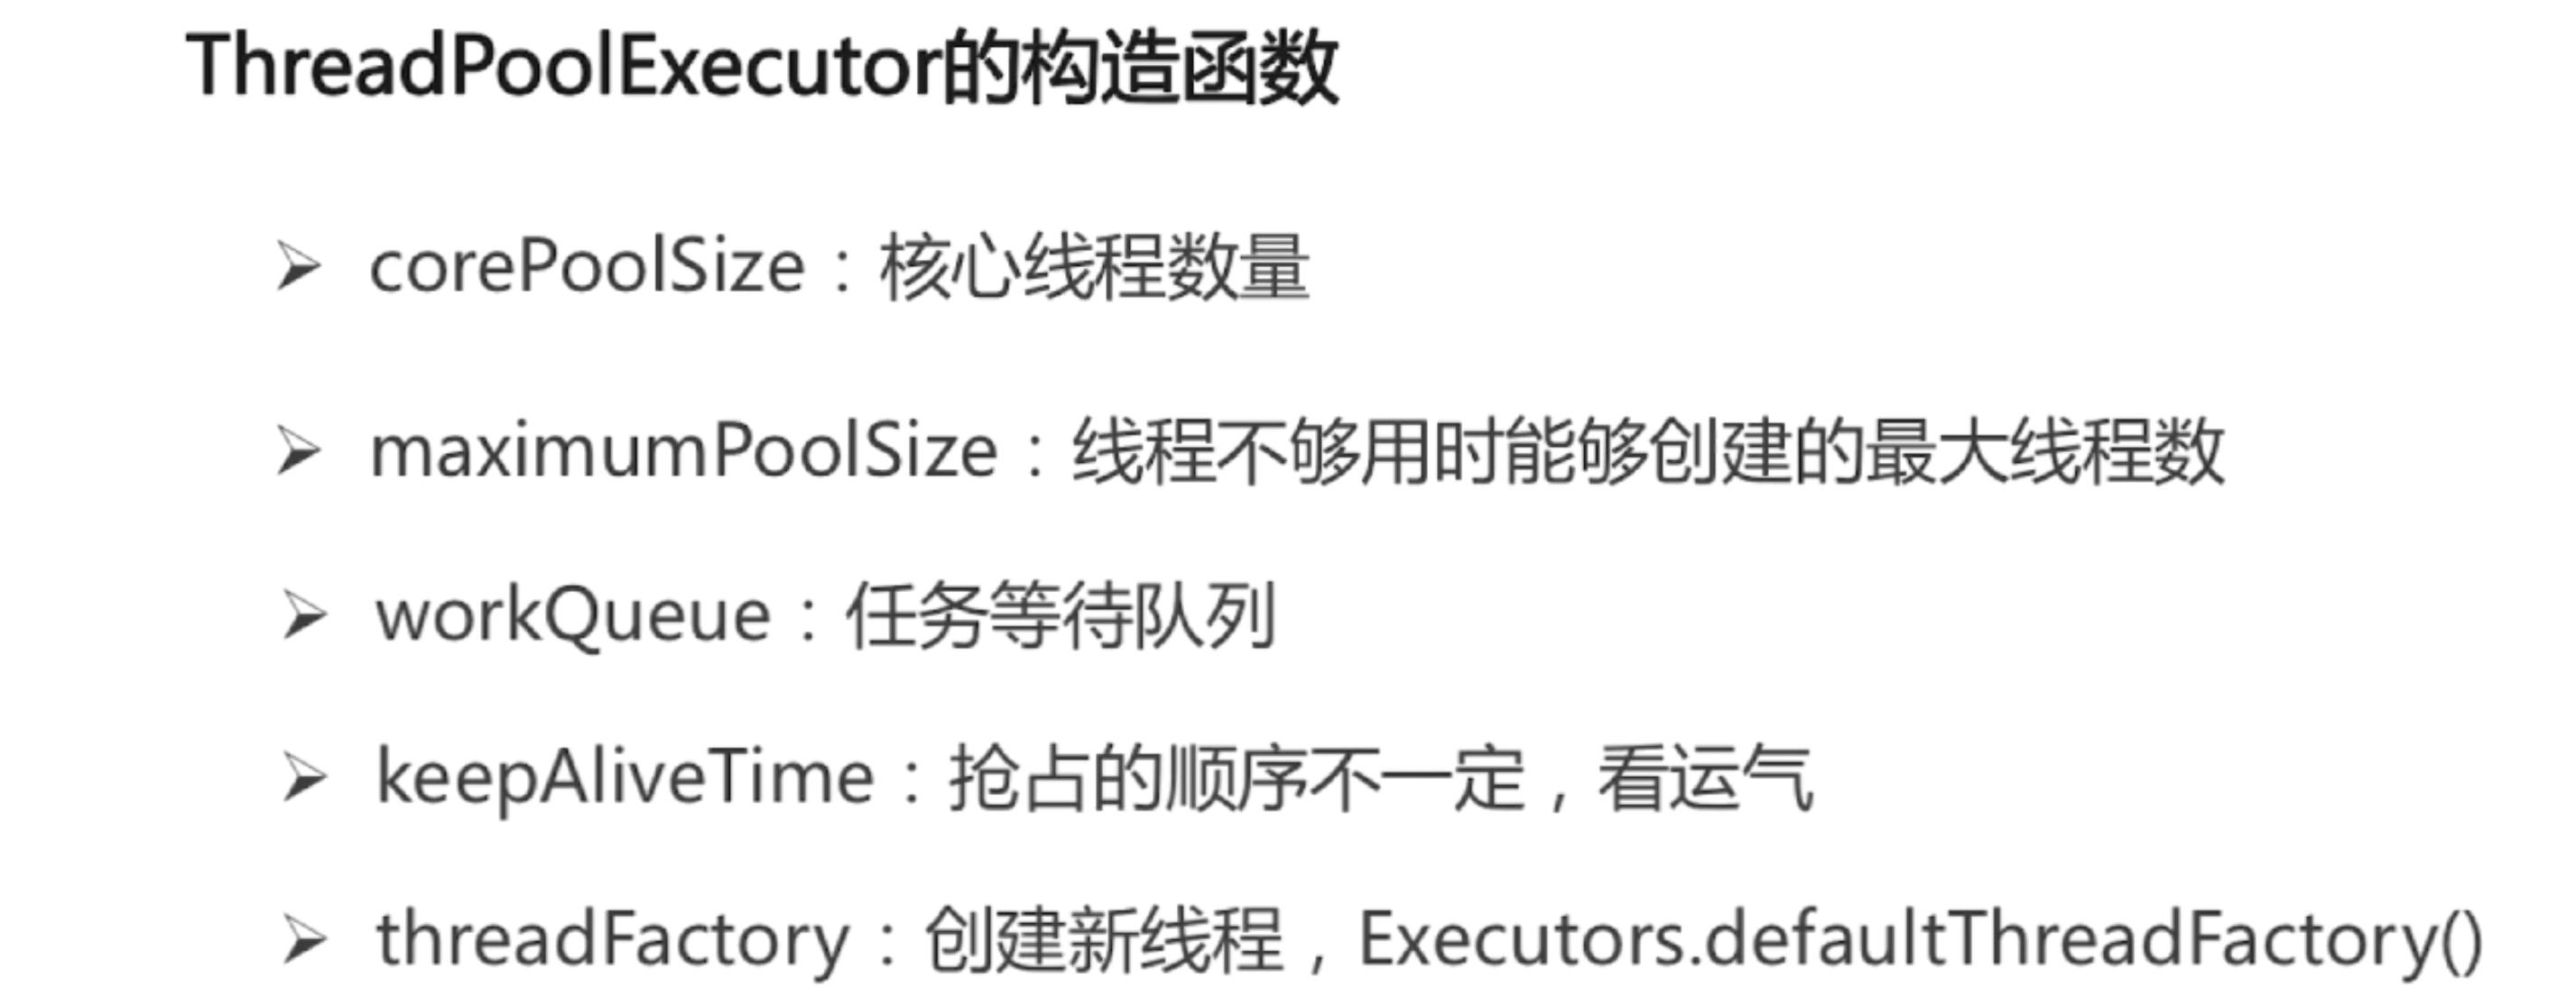 ThreadPoolExecutor的构造函数
corePoolSize：核心线程数量
maximumPoolSize：线程不够用时能够创建的最大线程数
workQueue：任务等待队列
keepAliveTime：抢占的顺序不一定，看运气
threadFactory：创建新线程，Executors.defaultThreadFactory()